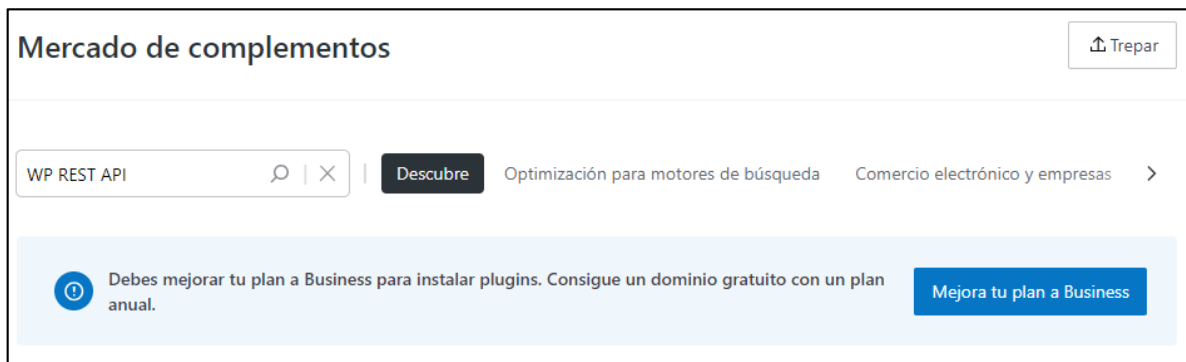 Mercado de complementos
Trepar
WP REST API
Descubre
Optimización para motores de búsqueda
Comercio electrónico y empresas
Debes mejorar tu plan a Business para instalar plugins. Consigue un dominio gratuito con un plan
anual.
Mejora tu plan a Business